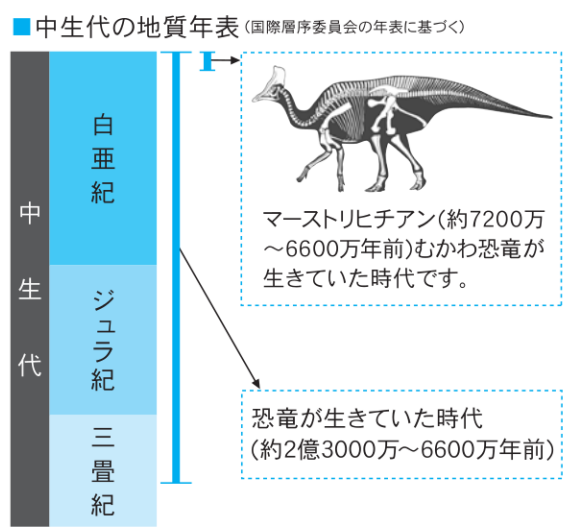 ■中生代の地質年表(国際層序委員会の年表に基づく)
中生代
白亜紀
ジュラ紀
三畳紀
マーストリヒチアン(約7200万
〜6600万年前)むかわ恐竜が
生きていた時代です。
恐竜が生きていた時代
(約2億3000万〜6600万年前)